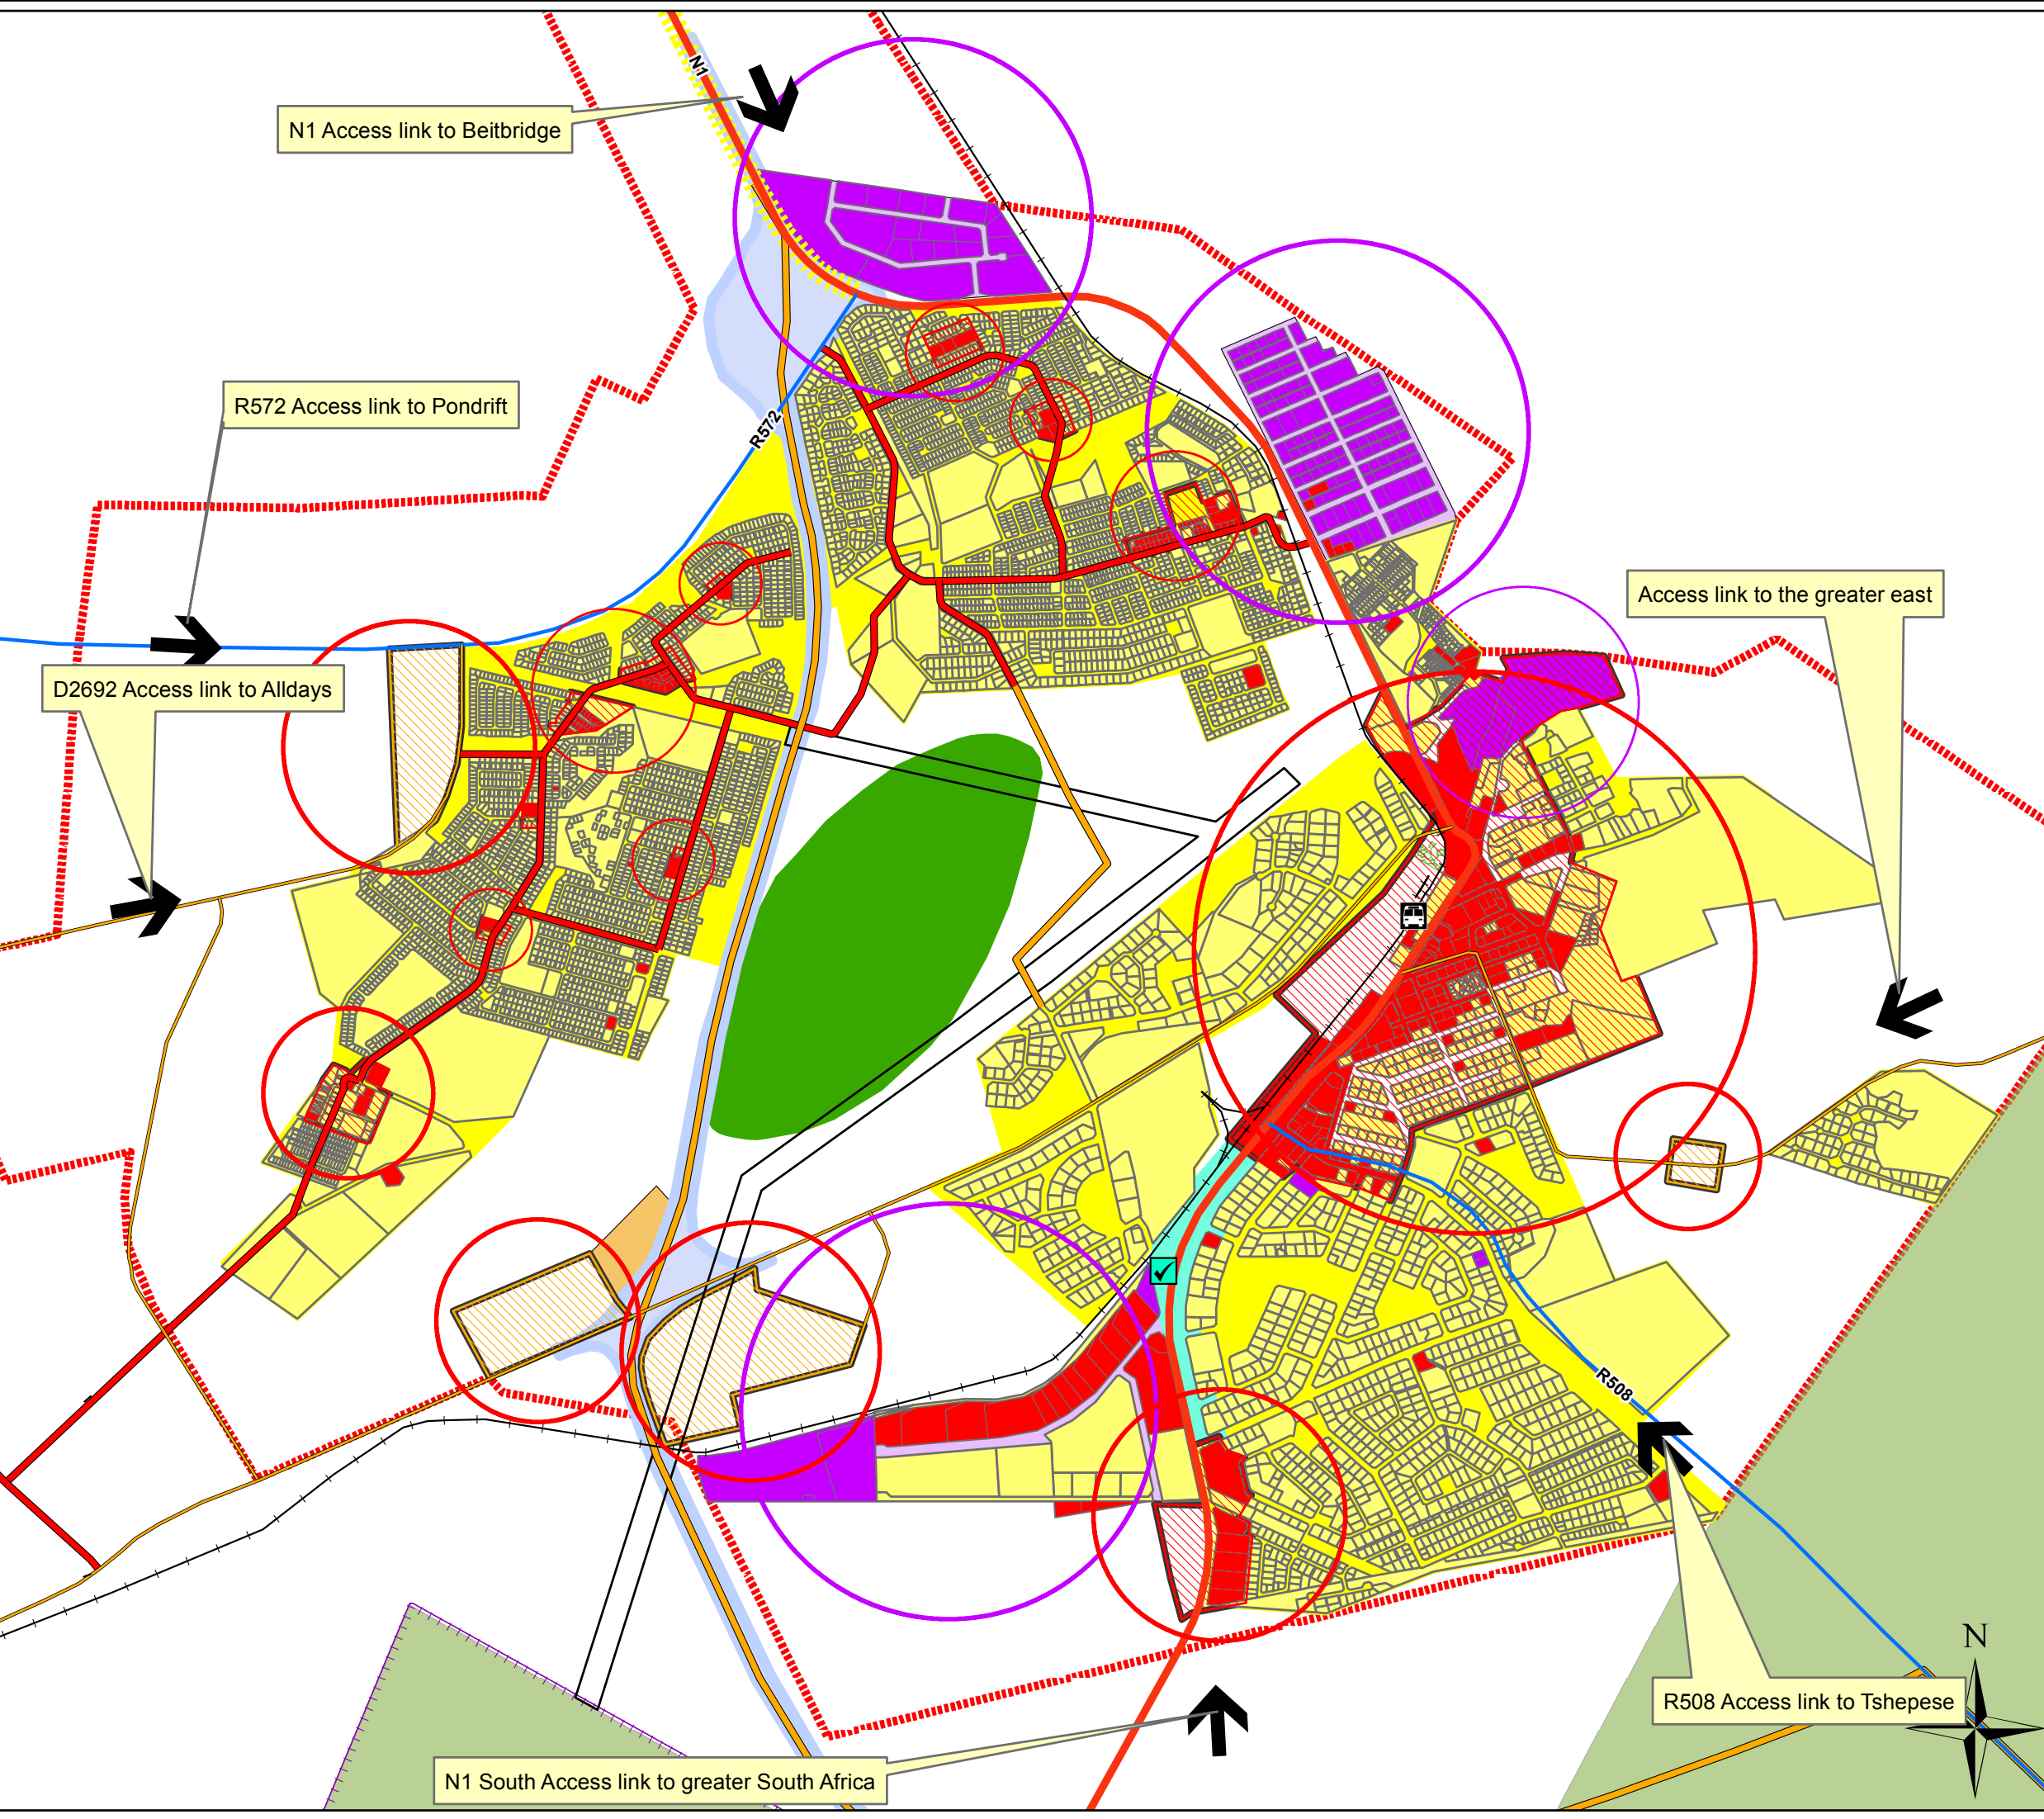 N1
N1 Access link to Beitbridge
R572 Access link to Pondrift
R572
Access link to the greater east
D2692 Access link to Alldays
R508
N
R508 Access link to Tshepese
N1 South Access link to greater South Africa